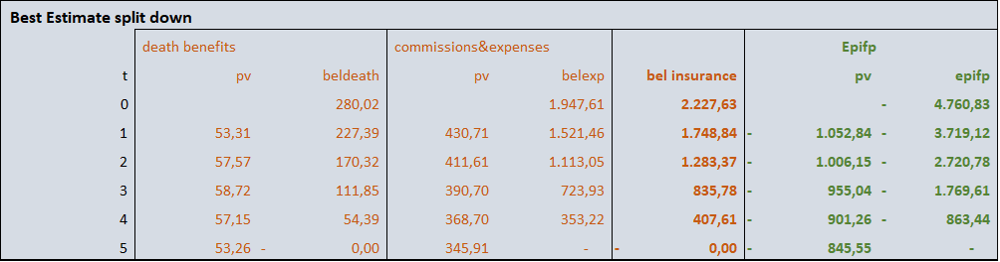 Best Estimate split down
death benefits commissions&expenses Epifp
t pv beldeath pv belexp bel insurance pv epifp
0 280,02 1.947,61 2.227,63 - 4.760,83
1 53,31 227,39 430,71 1.521,46 1.748,84 - 1.052,84 - 3.719,12
2 57,57 170,32 411,61 1.113,05 1.283,37 - 1.006,15 - 2.720,78
3 58,72 111,85 390,70 723,93 835,78 - 955,04 - 1.769,61
4 57,15 54,39 368,70 353,22 407,61 - 901,26 - 863,44
5 53,26 - 0,00 345,91 - - 0,00 - 845,55 -